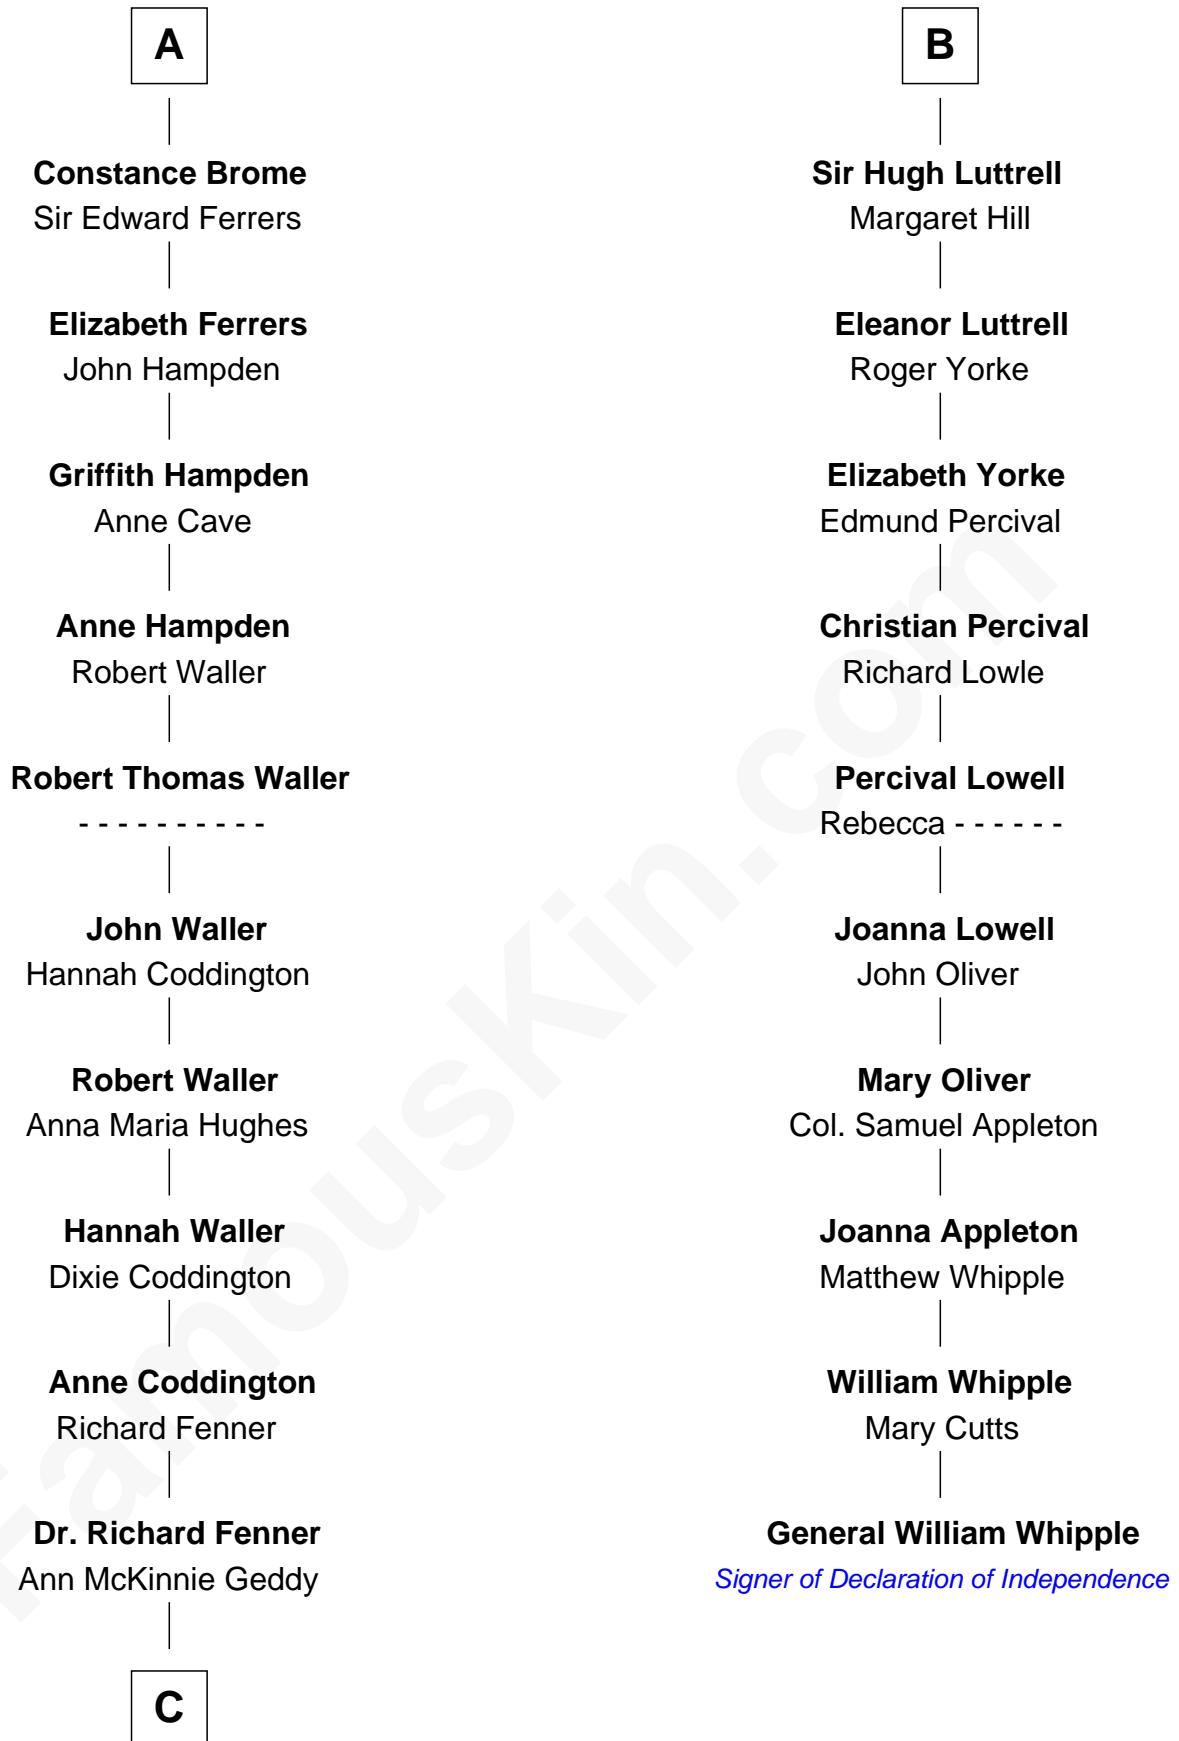 A
Constance Brome
Sir Edward Ferrers
Elizabeth Ferrers
John Hampden
Griffith Hampden
Anne Cave
Anne Hampden
Robert Waller
Robert Thomas Waller
- - - - - - - - - -
John Waller
Hannah Coddington
Robert Waller
Anna Maria Hughes
Hannah Waller
Dixie Coddington
Anne Coddington
Richard Fenner
Dr. Richard Fenner
Ann McKinnie Geddy
C
B
Sir Hugh Luttrell
Margaret Hill
Eleanor Luttrell
Roger Yorke
Elizabeth Yorke
Edmund Percival
Christian Percival
Richard Lowle
Percival Lowell
Rebecca - - - - - -
Joanna Lowell
John Oliver
Mary Oliver
Col. Samuel Appleton
Joanna Appleton
Matthew Whipple
William Whipple
Mary Cutts
General William Whipple
Signer of Declaration of Independence
FamousKin.com